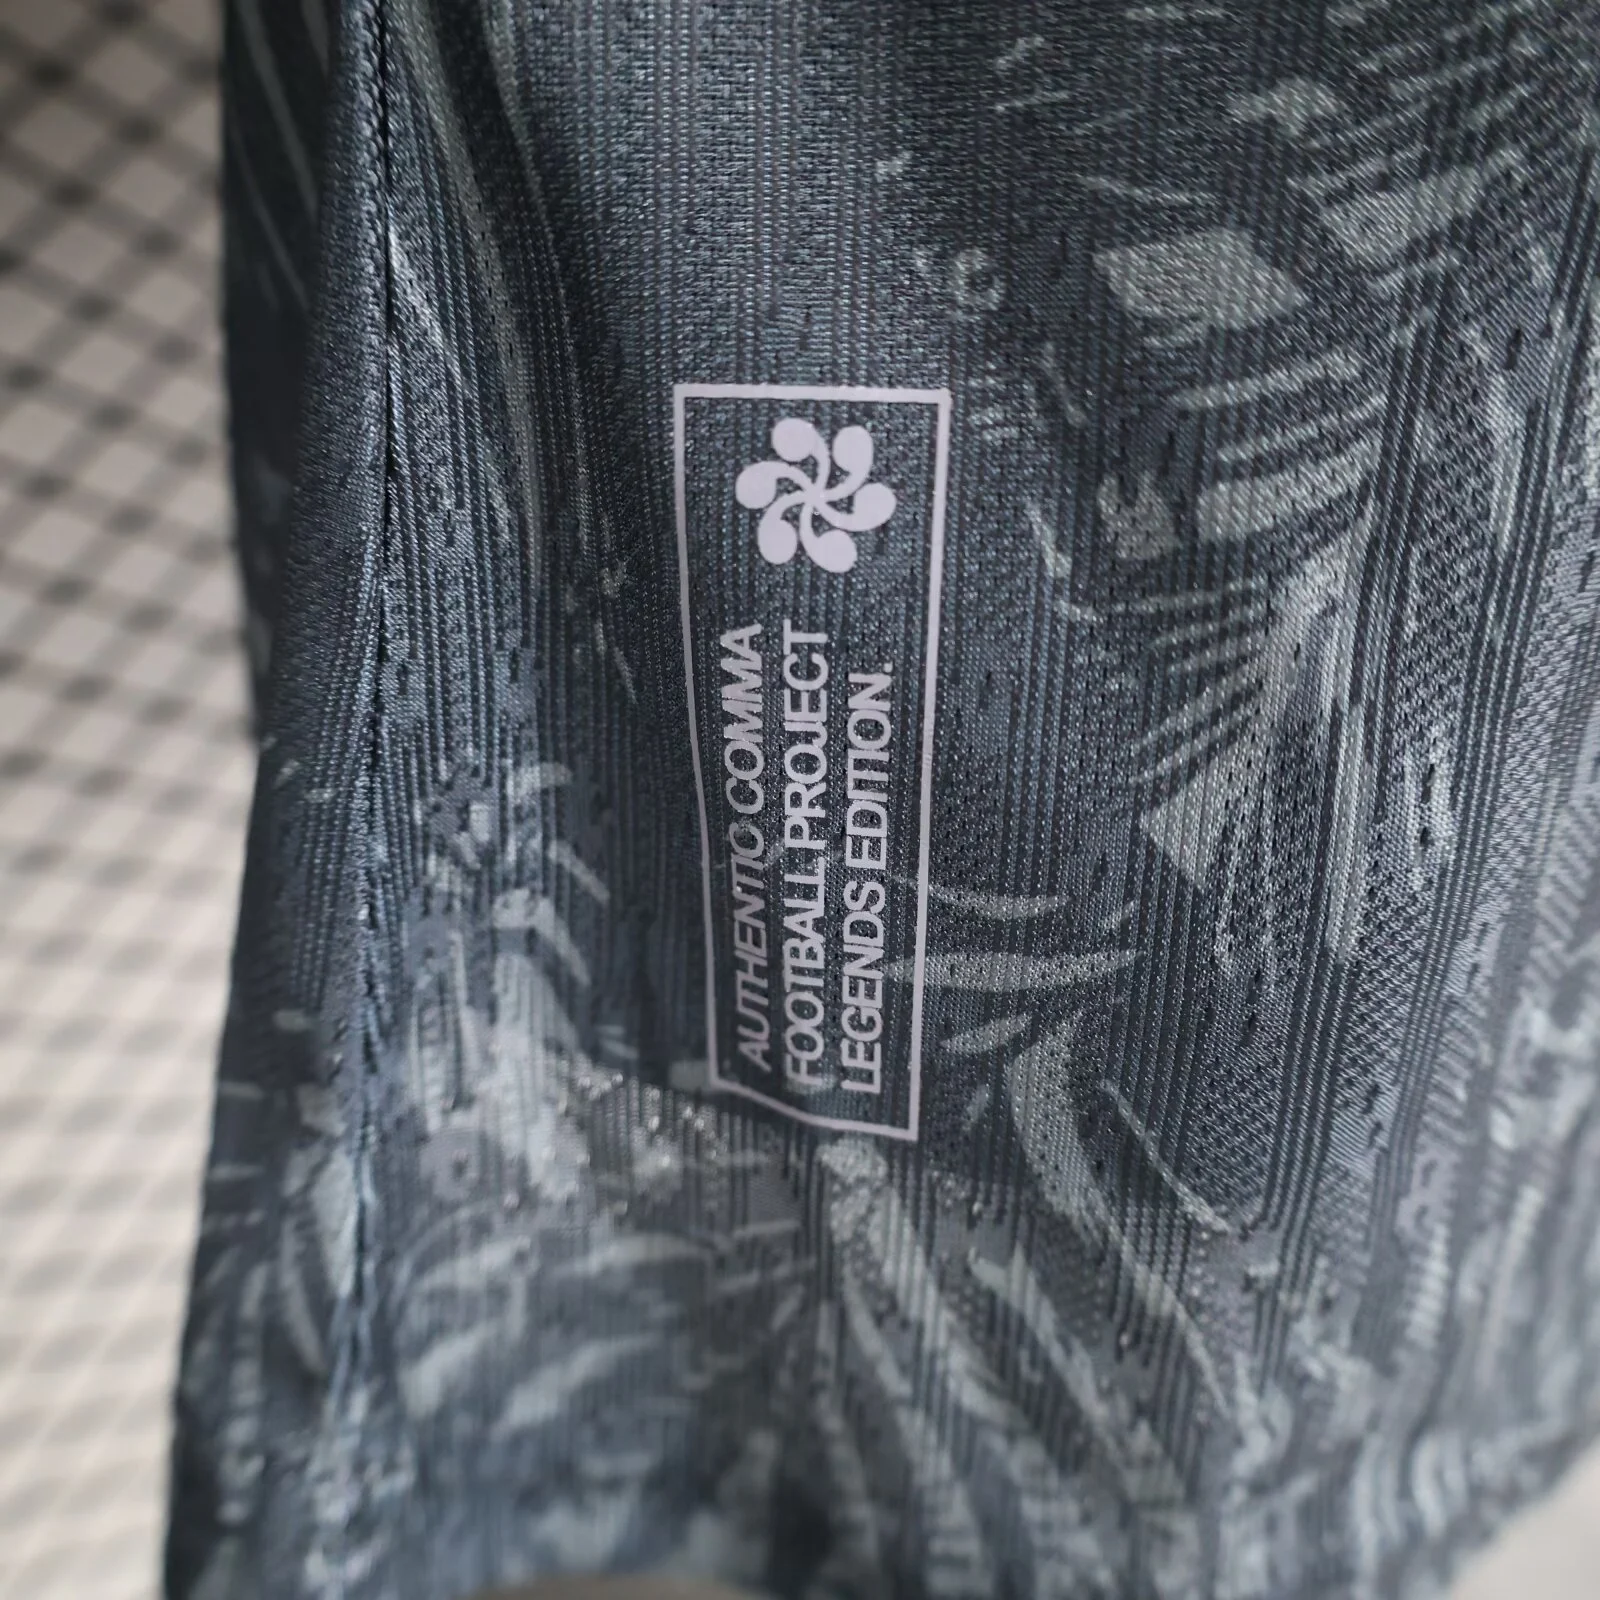 AUTHENTIC COMMA
FOOTBALL PROJECT
LEGENDS EDITION.